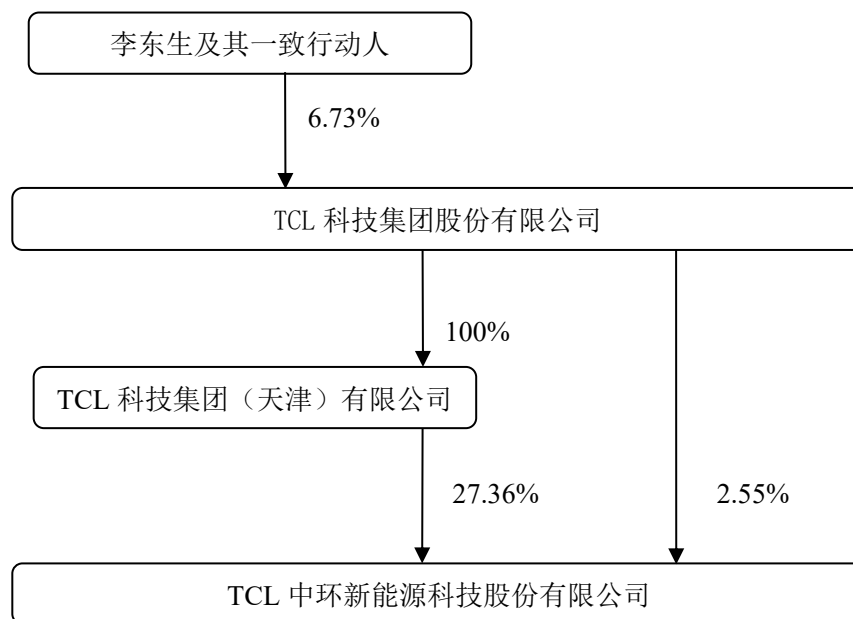 李东生及其一致行动人
6.73%
TCL 科技集团股份有限公司
100%
TCL 科技集团（天津）有限公司
27.36%
2.55%
TCL 中环新能源科技股份有限公司